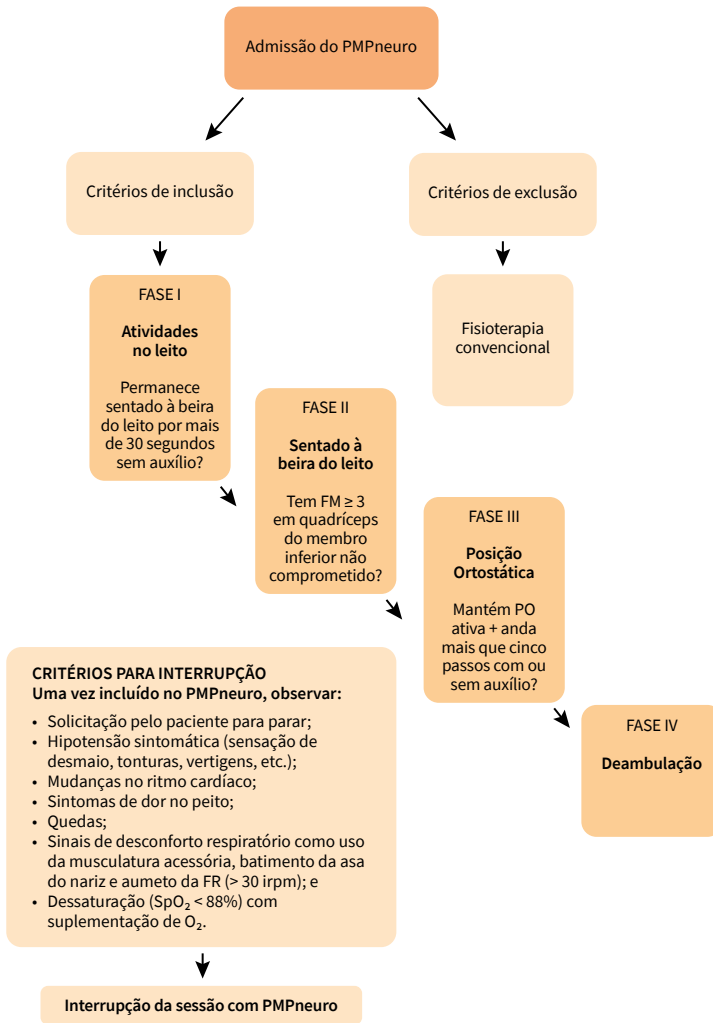 Admissão do PMPneuro
Critérios de inclusão
Critérios de exclusão
FASE I
Atividades
no leito
Permanece
sentado à beira
do leito por mais
de 30 segundos
sem auxílio?
Fisioterapia
convencional
FASE II
Sentado à
beira do leito
Tem FM ≥ 3
em quadríceps
do membro
inferior não
comprometido?
FASE III
Posição
Ortostática
Mantém PO
ativa + anda
mais que cinco
passos com ou
sem auxílio?
FASE IV
Deambulação
CRITÉRIOS PARA INTERRUPÇÃO
Uma vez incluído no PMPneuro, observar:
• Solicitação pelo paciente para parar;
• Hipotensão sintomática (sensação de
desmaio, tonturas, vertigens, etc.);
• Mudanças no ritmo cardíaco;
• Sintomas de dor no peito;
• Quedas;
• Sinais de desconforto respiratório como uso
da musculatura acessória, batimento da asa
do nariz e aumeto da FR (> 30 irpm); e
• Dessaturação (SpO₂ < 88%) com
suplementação de O₂.
Interrupção da sessão com PMPneuro